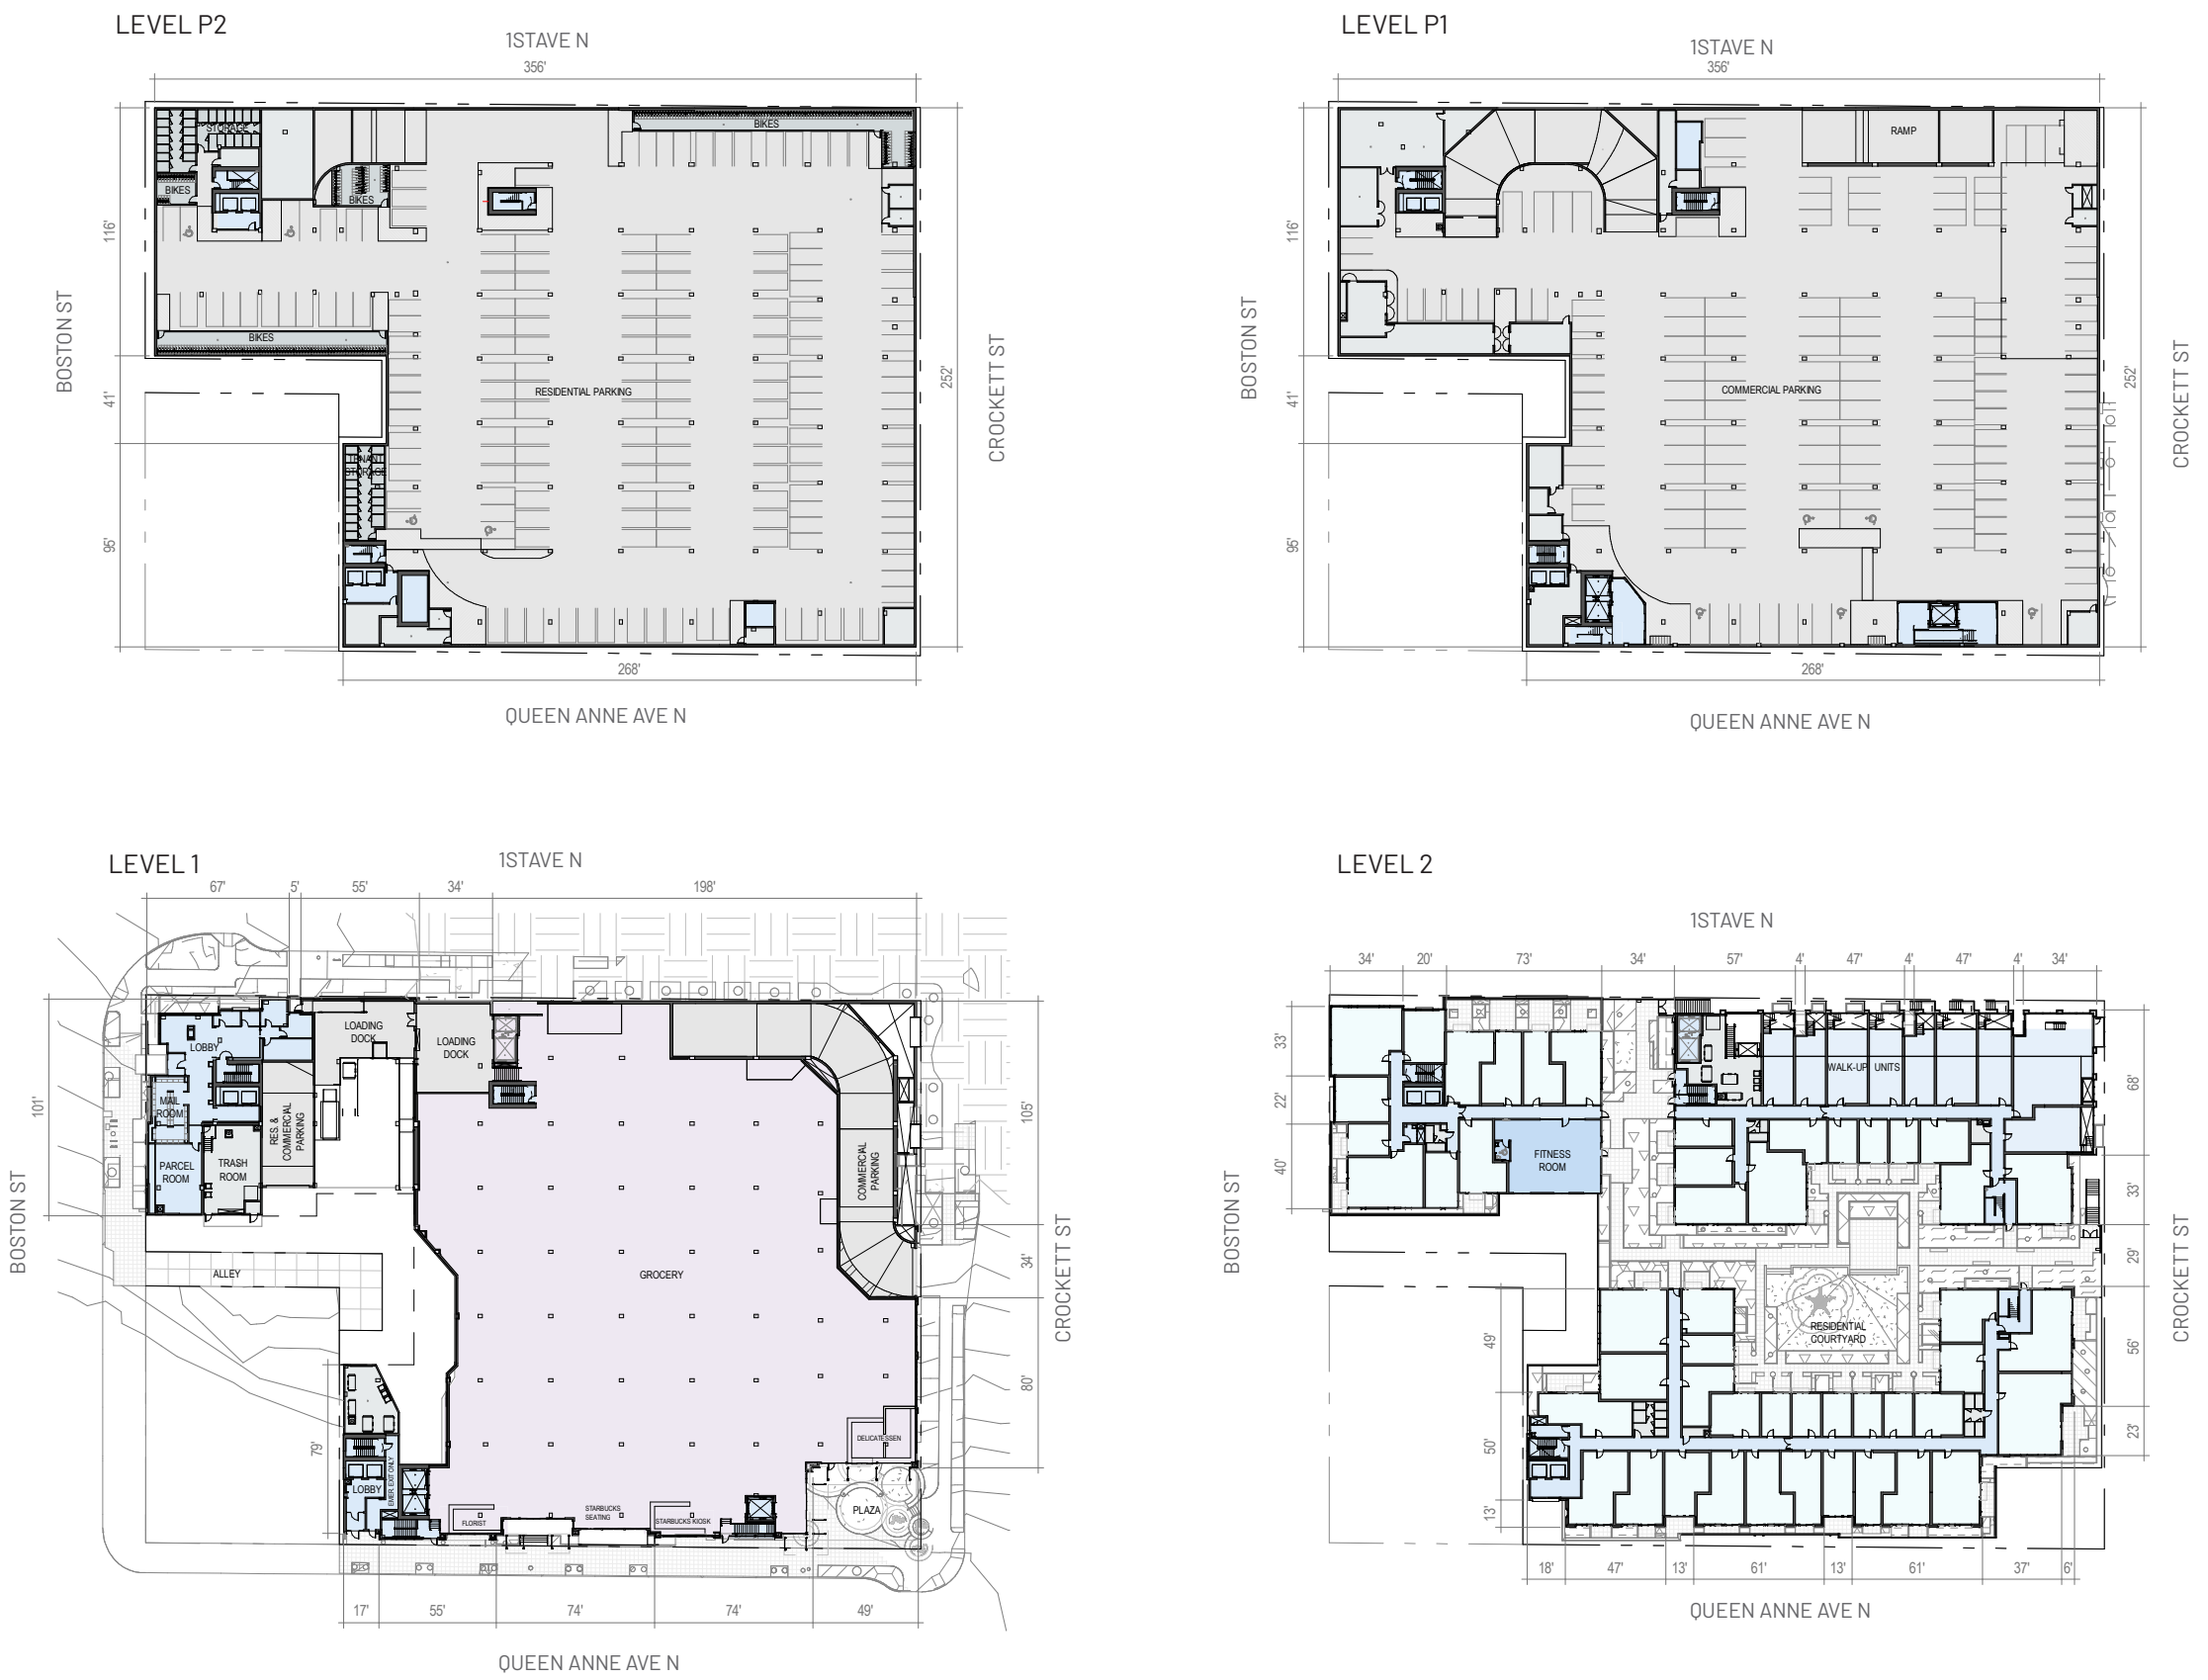 LEVEL P2
1STAVE N
356'
STORAGE
BIKES
BIKES
BIKES
BIKES
116'
41'
95'
BOSTON ST
RESIDENTIAL PARKING
TENANT
STORAGE
252'
CROCKETT ST
268'
QUEEN ANNE AVE N
LEVEL P1
1STAVE N
356'
RAMP
116'
41'
95'
BOSTON ST
COMMERCIAL PARKING
252'
CROCKETT ST
268'
QUEEN ANNE AVE N
LEVEL 1
1STAVE N
67'
5'
55'
34'
198'
LOADING
DOCK
LOADING
DOCK
LOBBY
MAIL
ROOM
PARCEL
ROOM
TRASH
ROOM
RES. &
COMMERCIAL
PARKING
COMMERCIAL
PARKING
101'
79'
BOSTON ST
ALLEY
GROCERY
105'
34'
80'
CROCKETT ST
DELICATESSEN
LOBBY
EMER. EXIT ONLY
FLORIST
STARBUCKS
SEATING
STARBUCKS KIOSK
PLAZA
17'
55'
74'
74'
49'
QUEEN ANNE AVE N
LEVEL 2
1STAVE N
34'
20'
73'
34'
57'
4'
47'
4'
47'
4'
34'
33'
22'
40'
49'
50'
13'
BOSTON ST
WALK-UP UNITS
FITNESS
ROOM
RESIDENTIAL
COURTYARD
68'
33'
29'
56'
23'
CROCKETT ST
18'
47'
13'
61'
13'
61'
37'
6'
QUEEN ANNE AVE N